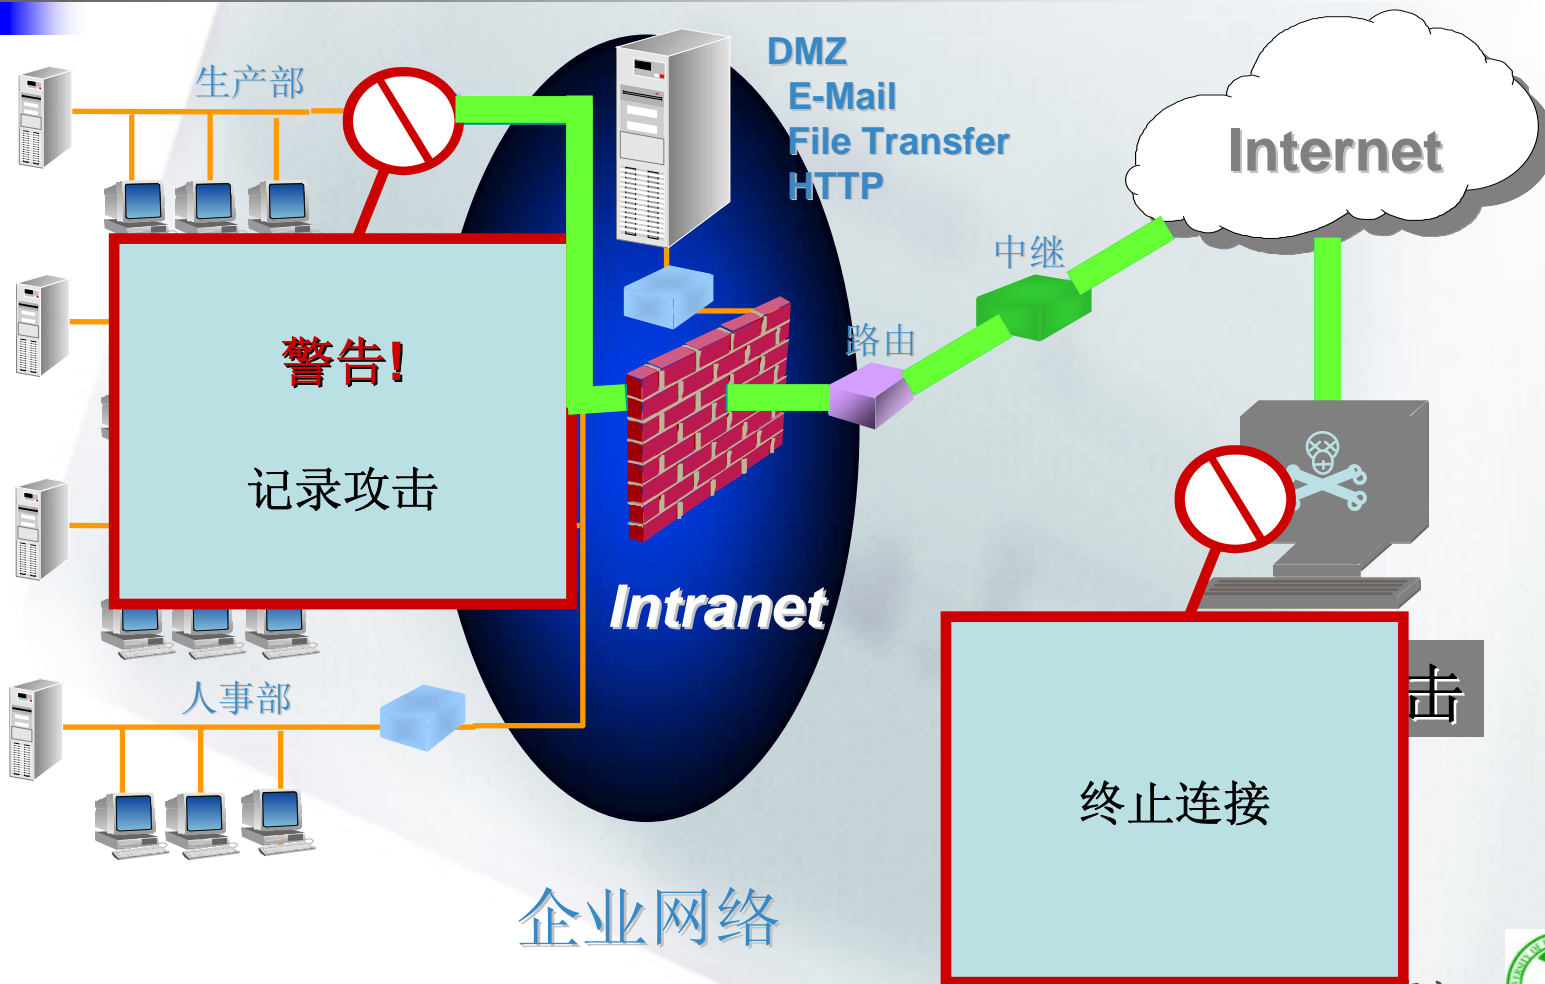 生产部
DMZ
E-Mail
File Transfer
HTTP
Internet
中继
路由
警告!
记录攻击
Intranet
击
人事部
终止连接
企业网络